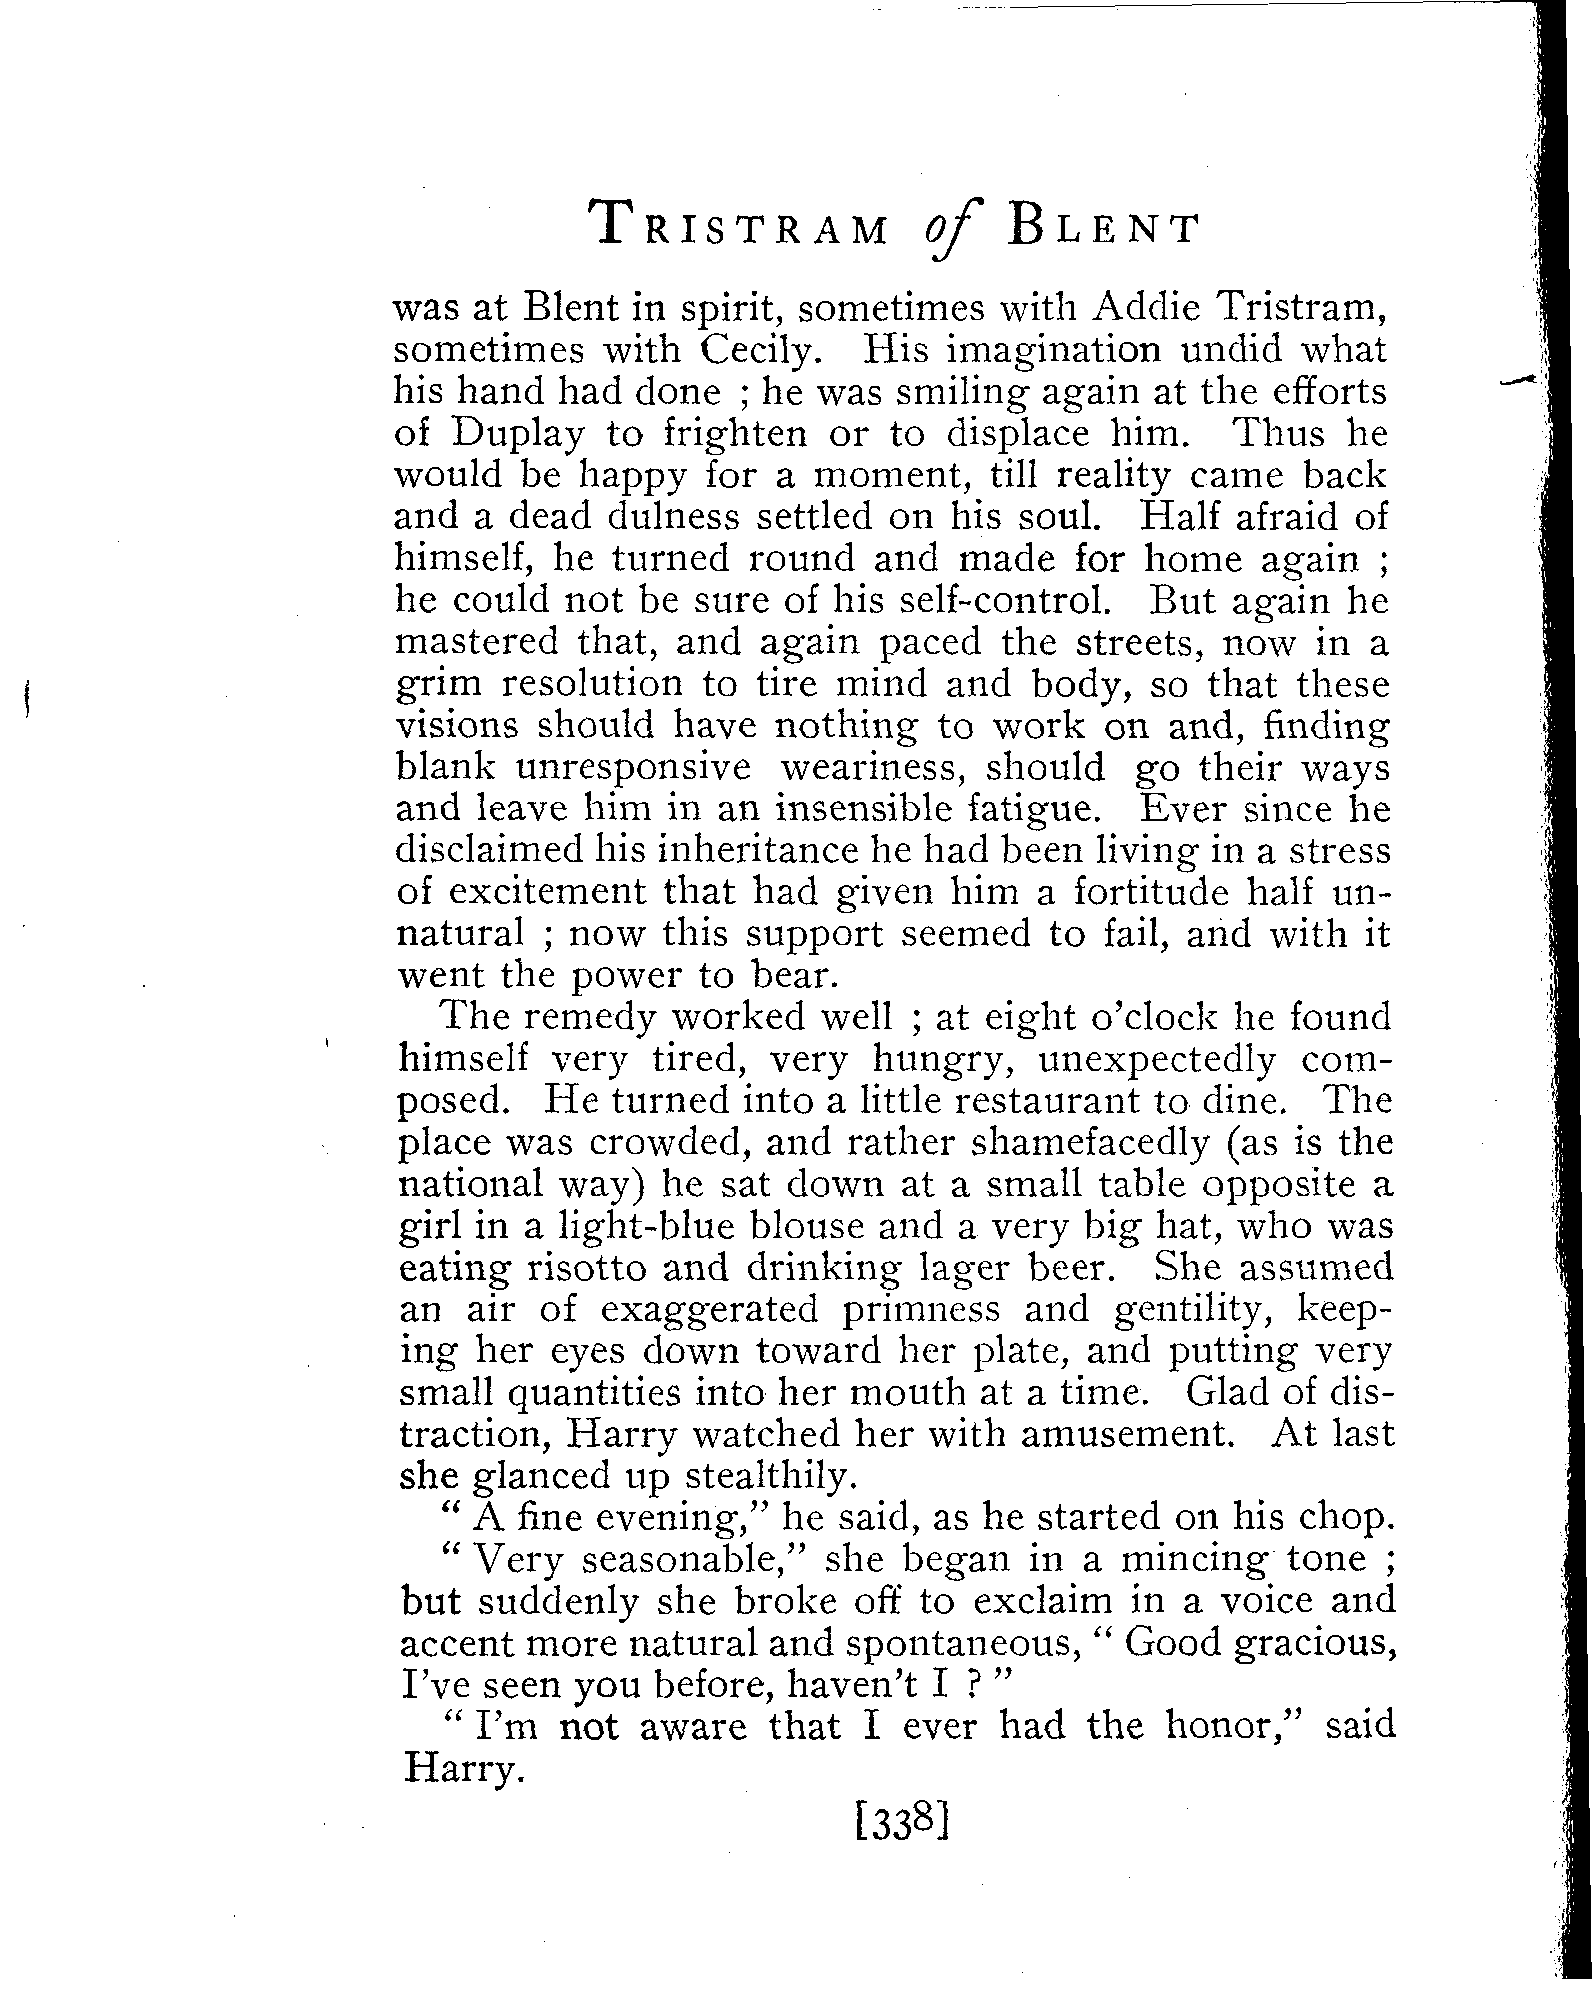 TRISTRAM of BLENT
was at Blent in spirit, sometimes with Addie Tristram,
sometimes with Cecily. His imagination undid what
his hand had done ; he was smiling again at the efforts
of Duplay to frighten or to displace him. Thus he
would be happy for a moment, till reality came back
and a dead dulness settled on his soul. Half afraid of
himself, he turned round and made for home again ;
he could not be sure of his self-control. But again he
mastered that, and again paced the streets, now in a
grim resolution to tire mind and body, so that these
visions should have nothing to work on and, finding
blank unresponsive weariness, should go their ways
and leave him in an insensible fatigue. Ever since he
disclaimed his inheritance he had been living in a stress
of excitement that had given him a fortitude half un-
natural ; now this support seemed to fail, and with it
went the power to bear.
The remedy worked well ; at eight o'clock he found
himself very tired, very hungry, unexpectedly com-
posed. He turned into a little restaurant to dine. The
place was crowded, and rather shamefacedly (as is the
national way) he sat down at a small table opposite a
girl in a light-blue blouse and a very big hat, who was
eating risotto and drinking lager beer. She assumed
an air of exaggerated primness and gentility, keep-
ing her eyes down toward her plate, and putting very
small quantities into her mouth at a time. Glad of dis-
traction, Harry watched her with amusement. At last
she glanced up stealthily.
“ A fine evening,” he said, as he started on his chop.
“ Very seasonable,” she began in a mincing tone ;
but suddenly she broke off to exclaim in a voice and
accent more natural and spontaneous, “ Good gracious,
I've seen you before, haven't I ? ”
“ I'm not aware that I ever had the honor,” said
Harry.
[338]